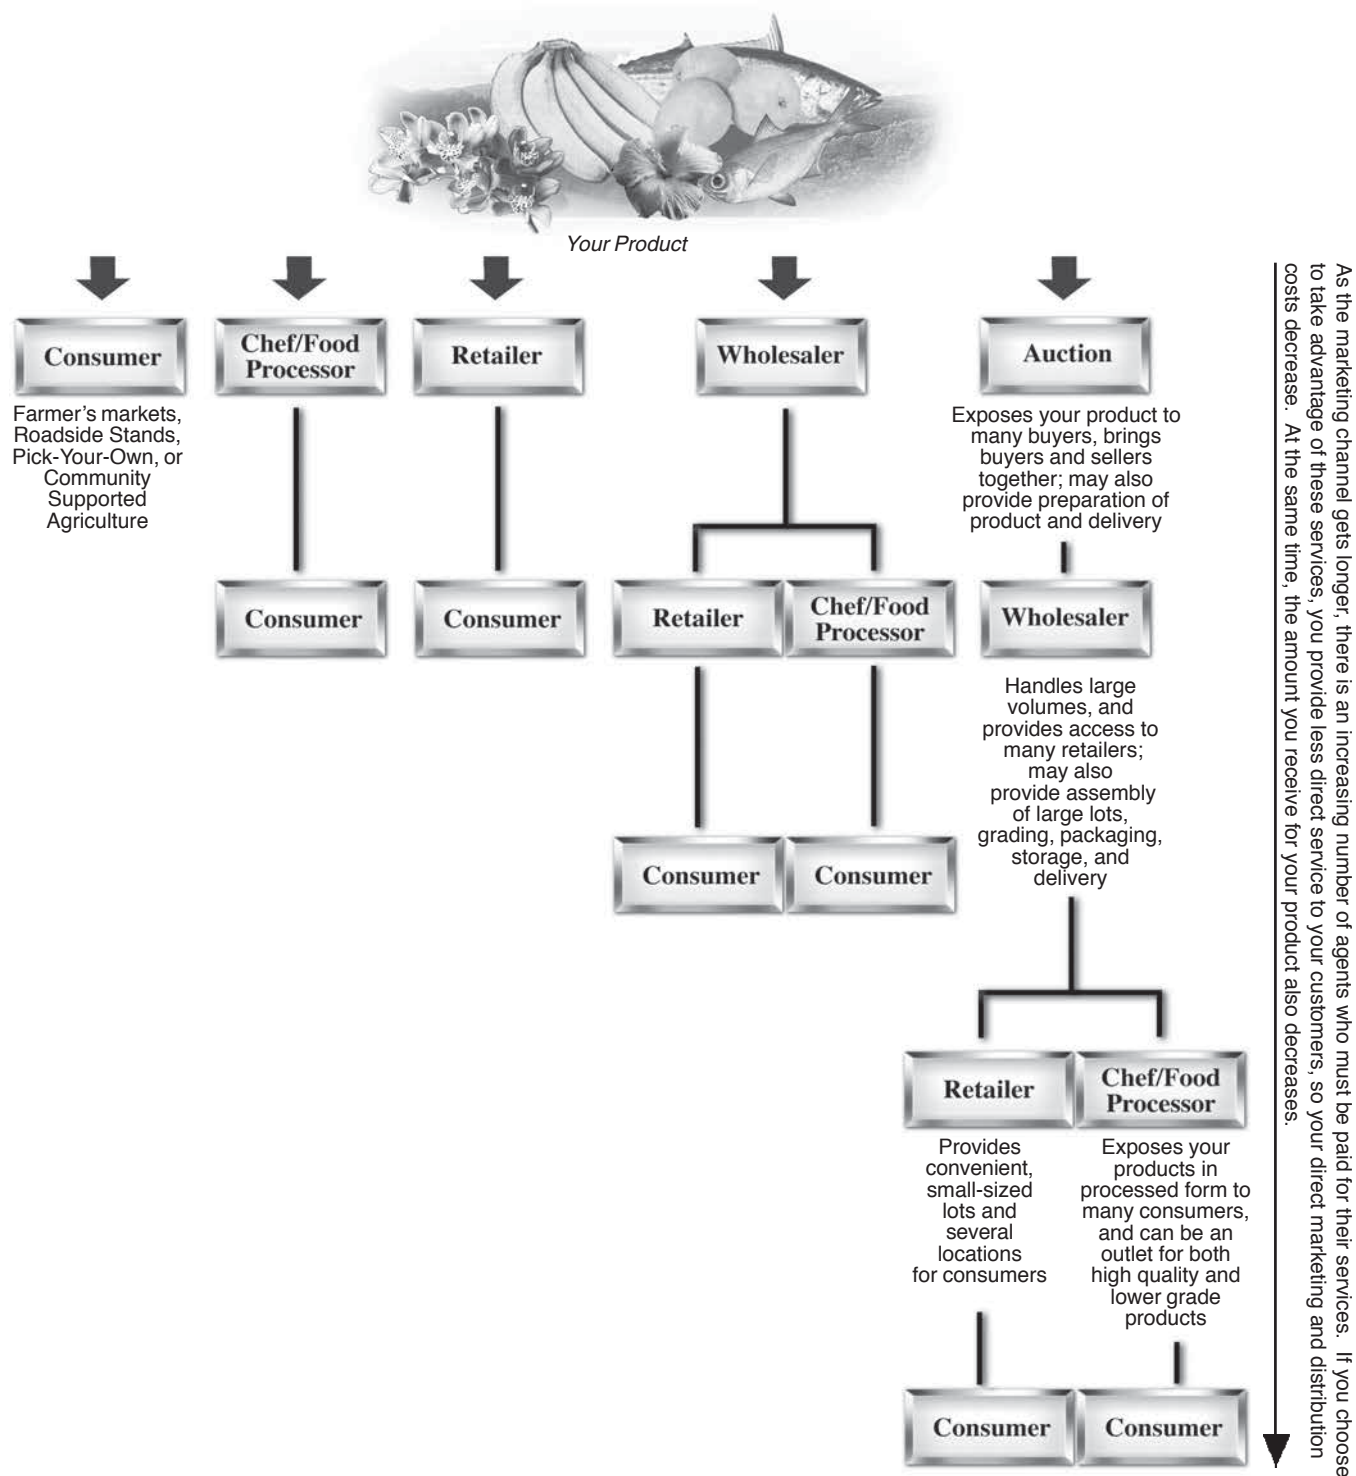 Your Product
Consumer
Farmer's markets,
Roadside Stands,
Pick-Your-Own, or
Community
Supported
Agriculture
Chef/Food
Processor
Consumer
Retailer
Consumer
Wholesaler
Retailer
Consumer
Chef/Food
Processor
Consumer
Auction
Exposes your product to
many buyers, brings
buyers and sellers
together; may also
provide preparation of
product and delivery
Wholesaler
Handles large
volumes, and
provides access to
many retailers;
may also
provide assembly
of large lots,
grading, packaging,
storage, and
delivery
Retailer
Provides
convenient,
small-sized
lots and
several
locations
for consumers
Consumer
Chef/Food
Processor
Exposes your
products in
processed form to
many consumers,
and can be an
outlet for both
high quality and
lower grade
products
Consumer
As the marketing channel gets longer, there is an increasing number of agents who must be paid for their services.  If you choose
to take advantage of these services, you provide less direct service to your customers, so your direct marketing and distribution
costs decrease.  At the same time, the amount you receive for your product also decreases.